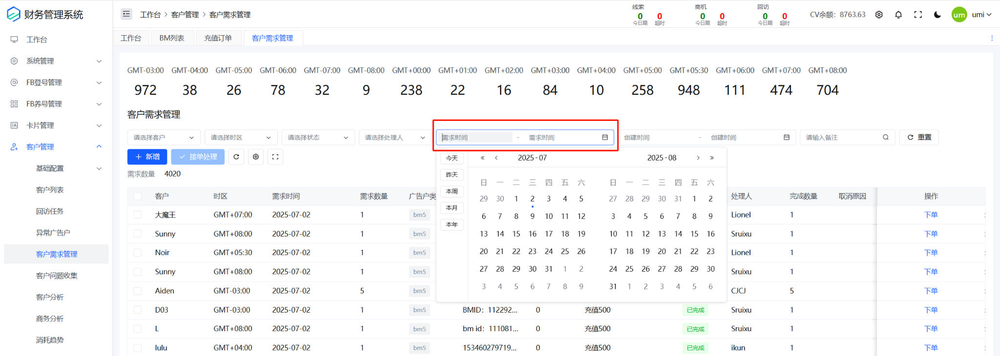 财务管理系统
工作台 > 客户管理 > 客户需求管理
线索 商机 回访
0 0 0 0 0 0
今日跟 超时 今日跟 超时 今日跟 超时
CV余额：8763.63
um umi
工作台 BM列表 充值订单 客户需求管理
工作台
系统管理
FB登号管理
FB养号管理
卡片管理
客户管理
基础配置
客户列表
回访任务
异常广告户
客户需求管理
客户问题收集
客户分析
商务分析
消耗趋势
GMT-03:00 GMT-04:00 GMT-05:00 GMT-06:00 GMT-07:00 GMT-08:00 GMT+00:00 GMT+01:00 GMT+02:00 GMT+03:00 GMT+04:00 GMT+05:00 GMT+05:30 GMT+06:00 GMT+07:00 GMT+08:00
972 38 26 78 32 9 238 22 16 84 10 258 948 111 474 704
客户需求管理
请选择客户 请选择时区 请选择状态 请选择处理人 需求时间 - 需求时间 创建时间 - 创建时间 请输入备注 重置
+ 新增 接单处理
需求数量 4020
今天
昨天
本周
本月
本年
2025-07 2025-08
日 一 二 三 四 五 六 日 一 二 三 四 五 六
29 30 1 2 3 4 5 27 28 29 30 31 1 2
6 7 8 9 10 11 12 3 4 5 6 7 8 9
13 14 15 16 17 18 19 10 11 12 13 14 15 16
20 21 22 23 24 25 26 17 18 19 20 21 22 23
27 28 29 30 31 1 2 24 25 26 27 28 29 30
3 4 5 6 7 8 9 31 1 2 3 4 5 6
客户 时区 需求时间 需求数量 广告户类 处理人 完成数量 取消原因 操作
大魔王 GMT+07:00 2025-07-02 1 bm5 Lionel 1 下单
Sunny GMT+08:00 2025-07-02 1 bm5 Sruixu 1 下单
Noir GMT+05:30 2025-07-02 1 bm5 Lionel 1 下单
Sunny GMT+08:00 2025-07-02 1 bm5 Sruixu 1 下单
Aiden GMT-03:00 2025-07-02 5 bm5 CJCJ 5 下单
D03 GMT-03:00 2025-07-02 1 bm5 BMID：112292... 0 充值500 已完成 Sruixu 1 下单
L GMT+08:00 2025-07-02 1 bm5 bm id：111081... 0 充值500 已完成 Sruixu 1 下单
lulu GMT+04:00 2025-07-02 1 bm5 153460279719... 0 充值500 已完成 ikun 1 下单